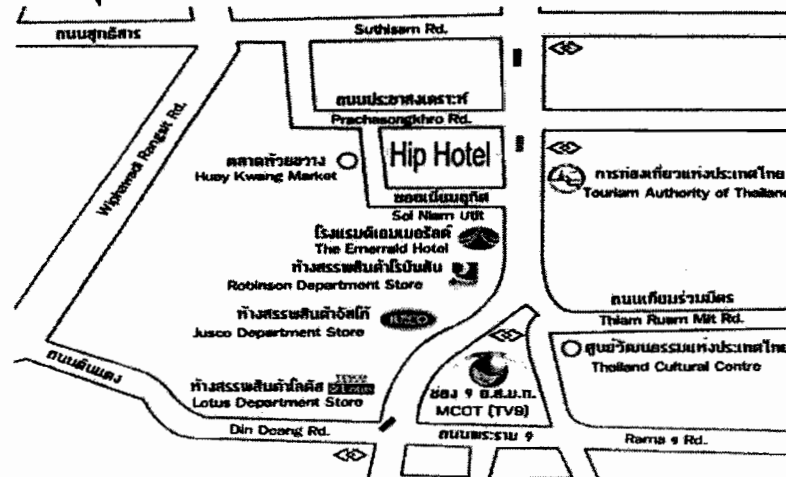 ถนนสุทธิสาร
Suthisarn Rd.
ถนนประชาสงเคราะห์
Prachasongkhro Rd.
Wiphawadi Rangsit Rd.
ตลาดห้วยขวาง
Huay Kwang Market
Hip Hotel
การท่องเที่ยวแห่งประเทศไทย
Tourism Authority of Thailand
ซอยเนียมอุทิศ
Soi Niam Utit
โรงแรมดิเอมเมอรัลด์
The Emerrald Hotel
ห้างสรรพสินค้าโรบินสัน
Robinson Department Store
ห้างสรรพสินค้าจัสโก้
Jusco Department Store
JUSCO
ถนนเทียมร่วมมิตร
Thiam Ruam Mit Rd.
ศูนย์วัฒนธรรมแห่งประเทศไทย
Thailand Cultural Centre
ถนนดินแดง
ห้างสรรพสินค้าโลตัส
Lotus Department Store
TESCO
Lotus
ช่อง 9 อ.ส.ม.ท.
MCOT (TV9)
Din Daeng Rd.
ถนนพระราม 9
Rama 9 Rd.